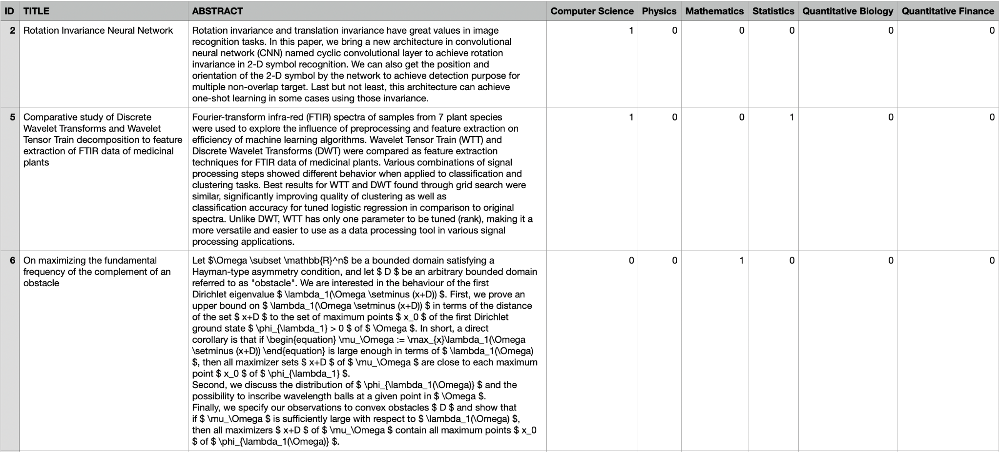 ID TITLE ABSTRACT Computer Science Physics Mathematics Statistics Quantitative Biology Quantitative Finance
2 Rotation Invariance Neural Network Rotation invariance and translation invariance have great values in image 1 0 0 0 0 0
recognition tasks. In this paper, we bring a new architecture in convolutional
neural network (CNN) named cyclic convolutional layer to achieve rotation
invariance in 2-D symbol recognition. We can also get the position and
orientation of the 2-D symbol by the network to achieve detection purpose for
multiple non-overlap target. Last but not least, this architecture can achieve
one-shot learning in some cases using those invariance.
5 Comparative study of Discrete Fourier-transform infra-red (FTIR) spectra of samples from 7 plant species 1 0 0 1 0 0
Wavelet Transforms and Wavelet were used to explore the influence of preprocessing and feature extraction on
Tensor Train decomposition to feature efficiency of machine learning algorithms. Wavelet Tensor Train (WTT) and
extraction of FTIR data of medicinal Discrete Wavelet Transforms (DWT) were compared as feature extraction
plants techniques for FTIR data of medicinal plants. Various combinations of signal
processing steps showed different behavior when applied to classification and
clustering tasks. Best results for WTT and DWT found through grid search were
similar, significantly improving quality of clustering as well as
classification accuracy for tuned logistic regression in comparison to original
spectra. Unlike DWT, WTT has only one parameter to be tuned (rank), making it a
more versatile and easier to use as a data processing tool in various signal
processing applications.
6 On maximizing the fundamental Let $\Omega \subset \mathbb{R}^n$ be a bounded domain satisfying a 0 0 1 0 0 0
frequency of the complement of an Hayman-type asymmetry condition, and let $ D $ be an arbitrary bounded domain
obstacle referred to as "obstacle". We are interested in the behaviour of the first
Dirichlet eigenvalue $ \lambda_1(\Omega \setminus (x+D)) $. First, we prove an
upper bound on $ \lambda_1(\Omega \setminus (x+D)) $ in terms of the distance
of the set $ x+D $ to the set of maximum points $ x_0 $ of the first Dirichlet
ground state $ \phi_{\lambda_1} > 0 $ of $ \Omega $. In short, a direct
corollary is that if \begin{equation} \mu_\Omega := \max_{x}\lambda_1(\Omega
\setminus (x+D)) \end{equation} is large enough in terms of $ \lambda_1(\Omega)
$, then all maximizer sets $ x+D $ of $ \mu_\Omega $ are close to each maximum
point $ x_0 $ of $ \phi_{\lambda_1} $.
Second, we discuss the distribution of $ \phi_{\lambda_1(\Omega)} $ and the
possibility to inscribe wavelength balls at a given point in $ \Omega $.
Finally, we specify our observations to convex obstacles $ D $ and show that
if $ \mu_\Omega $ is sufficiently large with respect to $ \lambda_1(\Omega) $,
then all maximizers $ x+D $ of $ \mu_\Omega $ contain all maximum points $ x_0
$ of $ \phi_{\lambda_1(\Omega)} $.